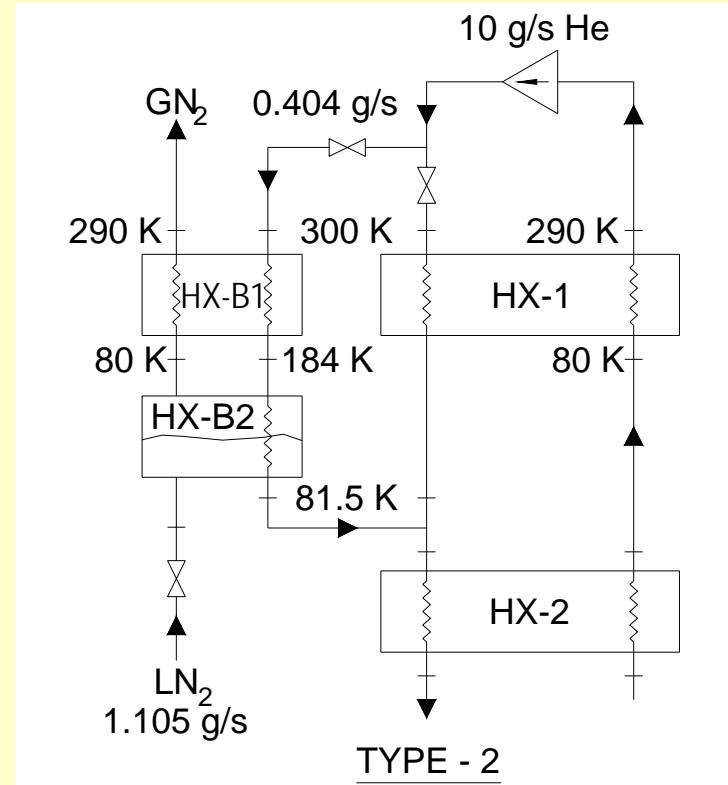 10 g/s He
GN2
0.404 g/s
290 K
300 K
290 K
HX-B1
HX-1
80 K
184 K
80 K
HX-B2
81.5 K
HX-2
LN2
1.105 g/s
TYPE - 2